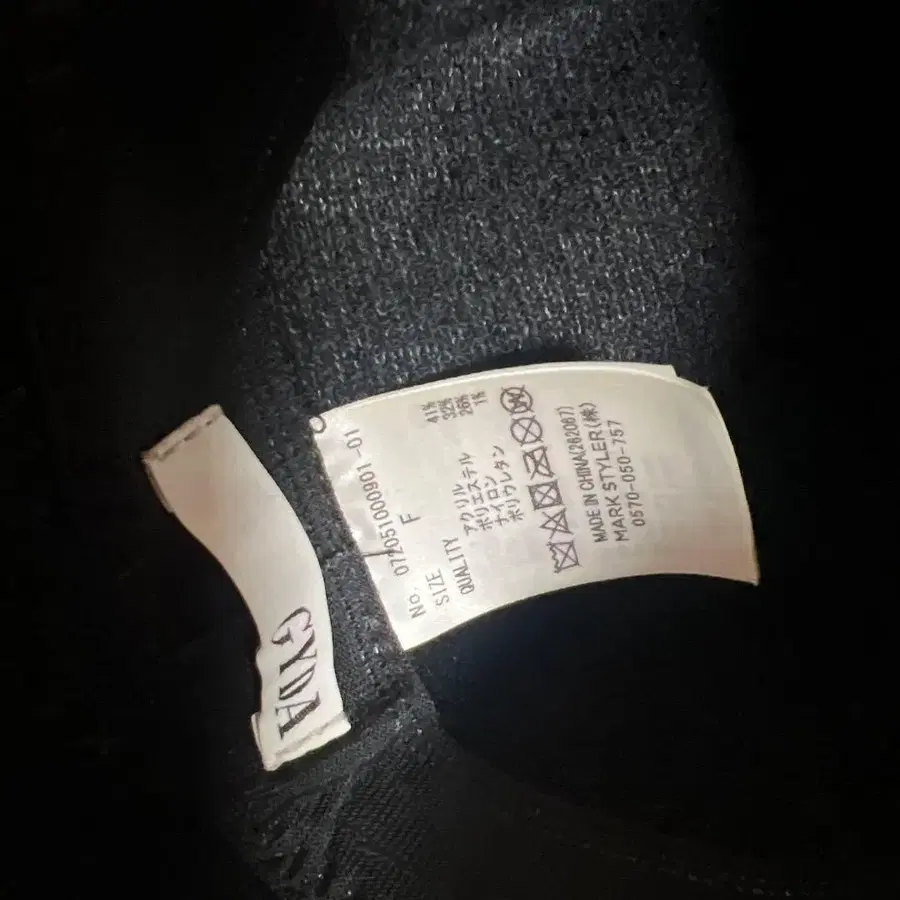 GYDA
No. 072051000901-01
SIZE F
QUALITY アクリル 41%
ポリエステル 32%
ナイロン 26%
ポリウレタン 1%
MADE IN CHINA(262067)
MARK STYLER(株)
0570-050-757